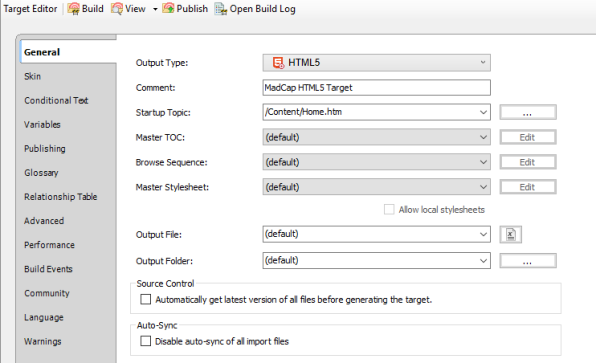 Target Editor Build View Publish Open Build Log
General
Skin
Conditional Text
Variables
Publishing
Glossary
Relationship Table
Advanced
Performance
Build Events
Community
Language
Warnings
Output Type: HTML5
Comment: MadCap HTML5 Target
Startup Topic: /Content/Home.htm ...
Master TOC: (default) Edit
Browse Sequence: (default) Edit
Master Stylesheet: (default) Edit
Allow local stylesheets
Output File: (default)
Output Folder: (default) ...
Source Control
Automatically get latest version of all files before generating the target.
Auto-Sync
Disable auto-sync of all import files